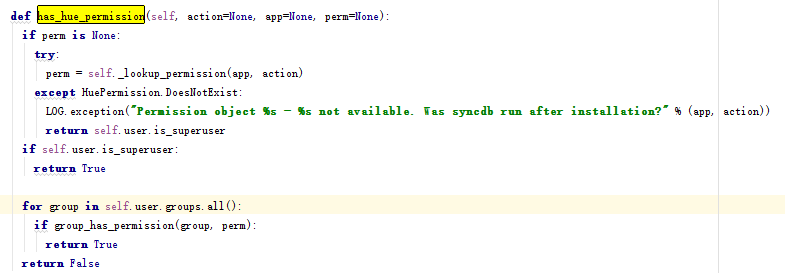 def has_hue_permission(self, action=None, app=None, perm=None):
  if perm is None:
    try:
      perm = self._lookup_permission(app, action)
    except HuePermission.DoesNotExist:
      LOG.exception("Permission object %s - %s not available. Was syncdb run after installation?" % (app, action))
      return self.user.is_superuser
  if self.user.is_superuser:
    return True

  for group in self.user.groups.all():
    if group_has_permission(group, perm):
      return True
  return False